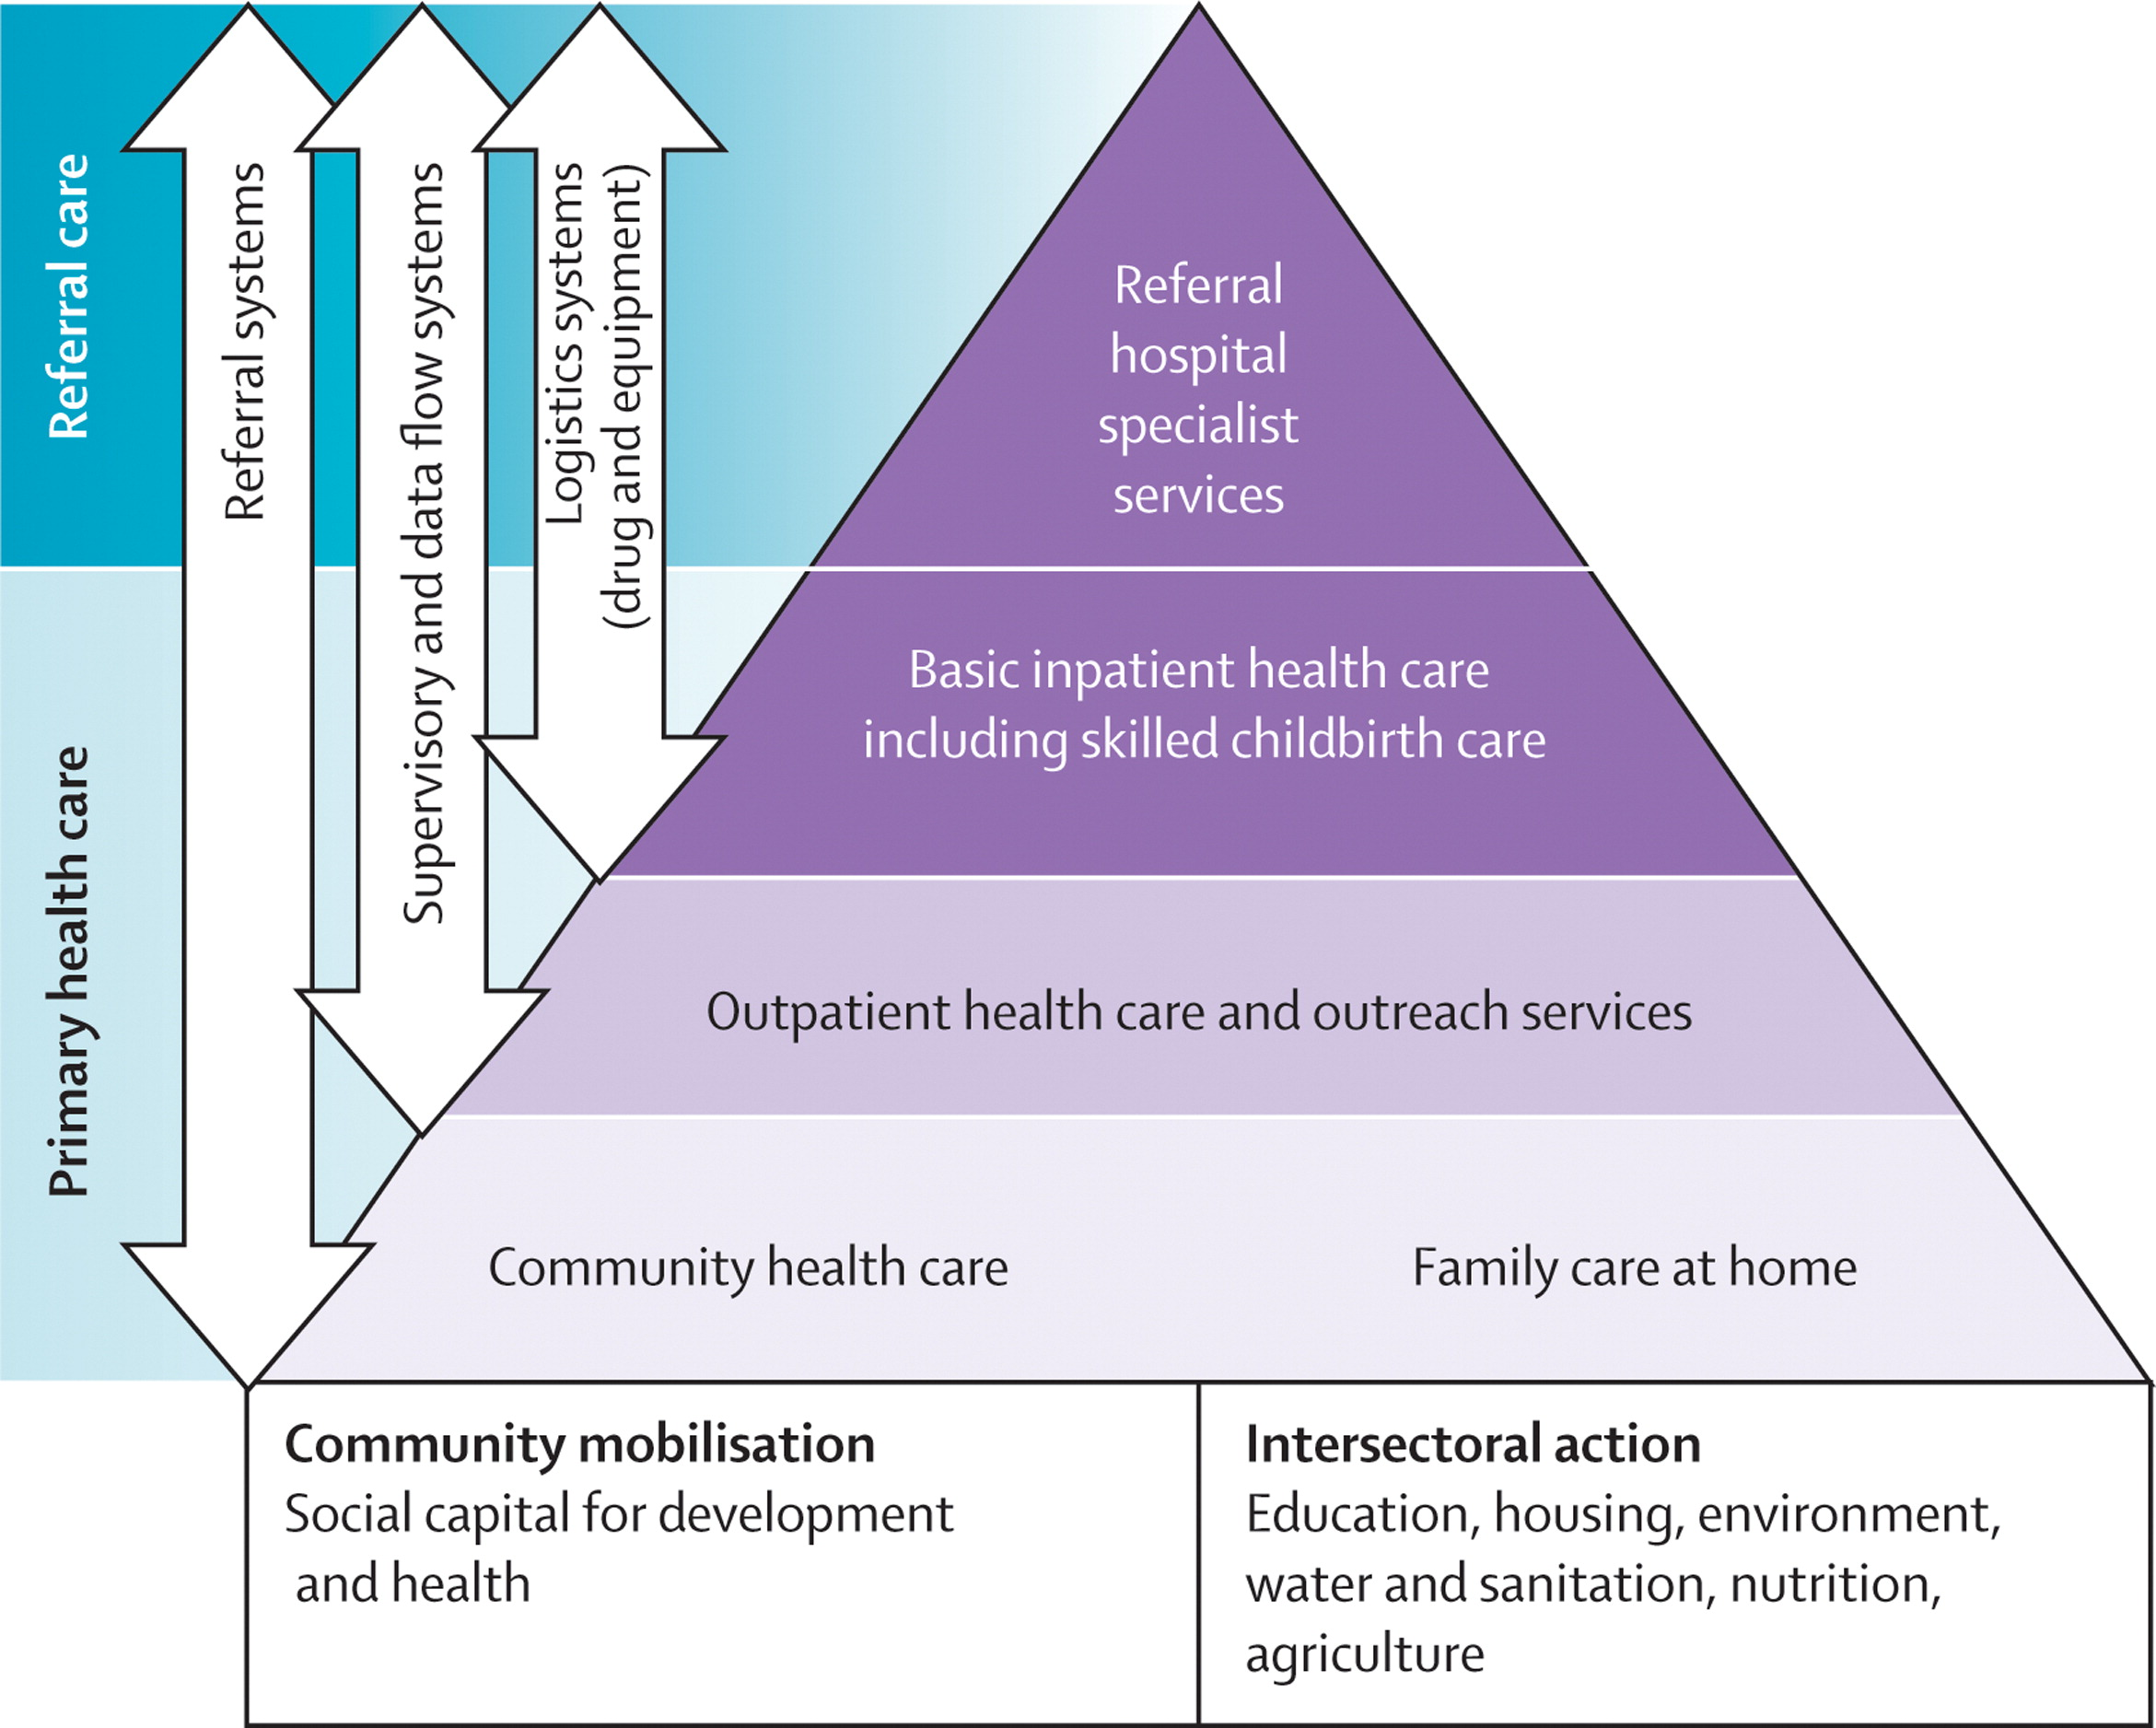 Referral care
Primary health care
Referral systems
Supervisory and data flow systems
Logistics systems
(drug and equipment)
Referral
hospital
specialist
services
Basic inpatient health care
including skilled childbirth care
Outpatient health care and outreach services
Community health care
Family care at home
Community mobilisation
Social capital for development
and health
Intersectoral action
Education, housing, environment,
water and sanitation, nutrition,
agriculture